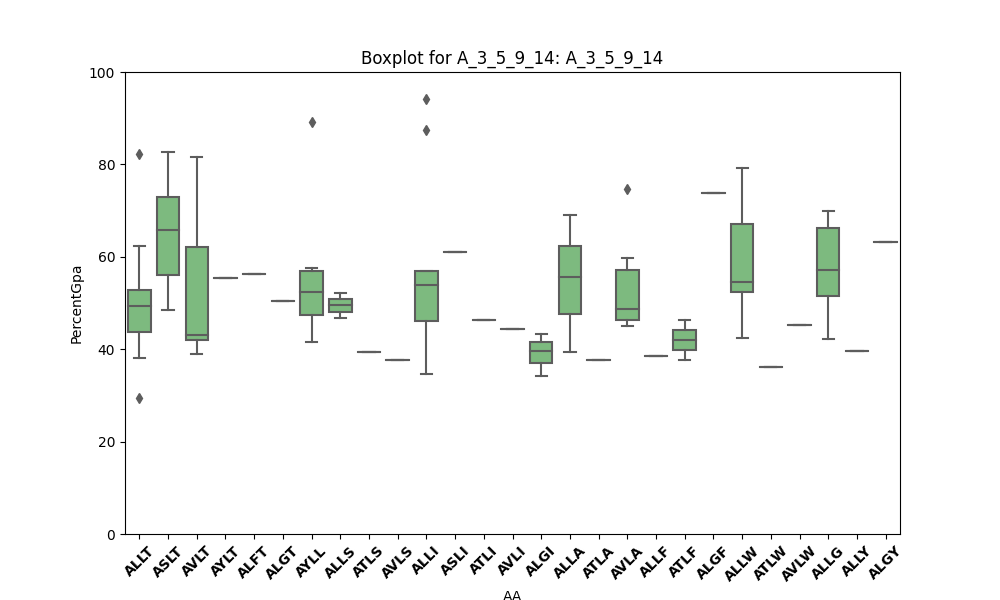 Boxplot for A_3_5_9_14: A_3_5_9_14
PercentGpa
100
80
60
40
20
0
ALLT ASLT AVLT AYLT ALFT ALGT AYLL ALLS ATLS AVLS ALLI ASLI ATLI AVLI ALGI ALLA ATLA AVLA ALLF ATLF ALGF ALLW ATLW AVLW ALLG ALLY ALGY
AA